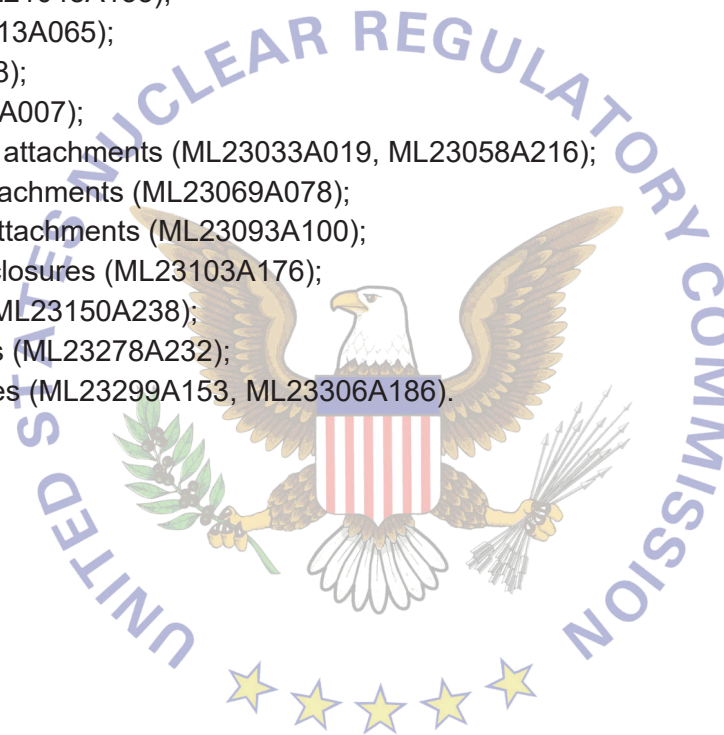 13A065);
3);
A007);
attachments (ML23033A019, ML23058A216);
achments (ML23069A078);
ttachments (ML23093A100);
closures (ML23103A176);
ML23150A238);
s (ML23278A232);
es (ML23299A153, ML23306A186).
UNITED STATES NUCLEAR REGULATORY COMMISSION